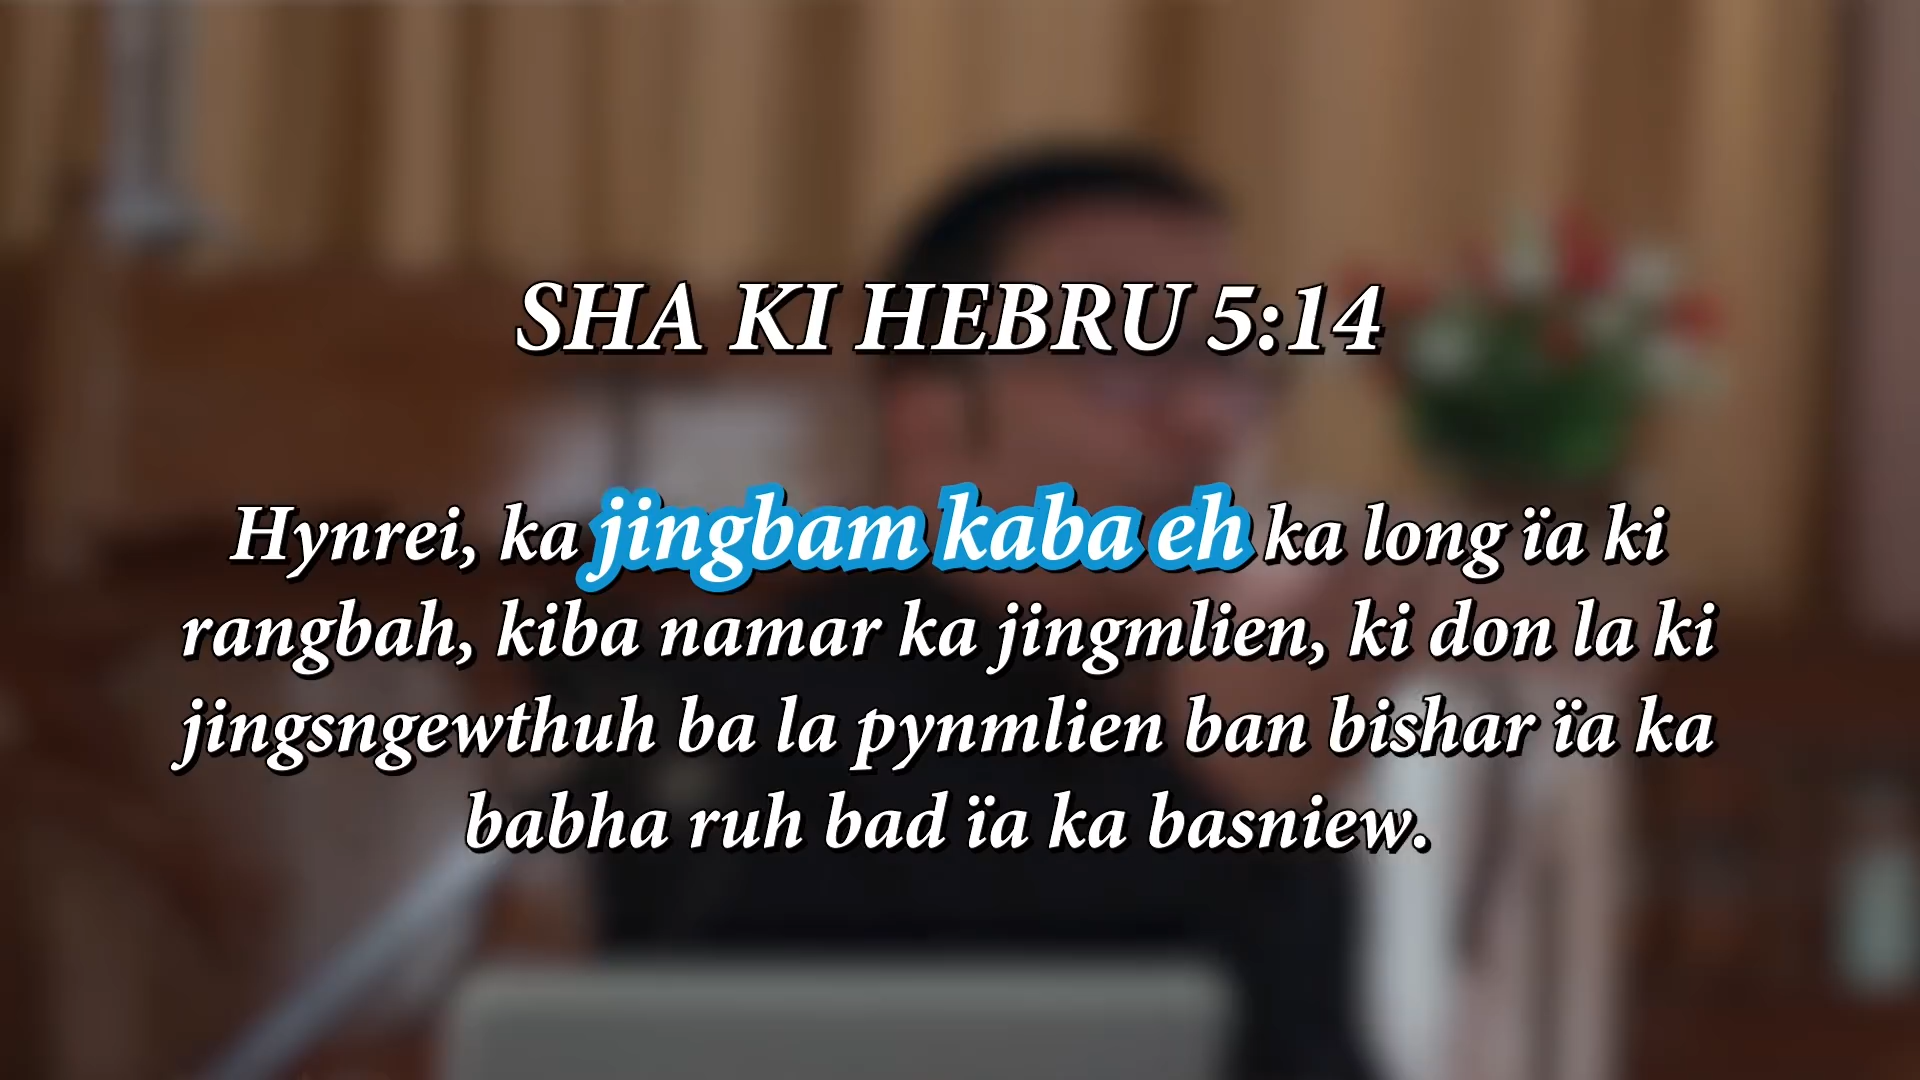 SHA KI HEBRU 5:14
Hynrei, ka jingbam kaba eh ka long ïa ki
rangbah, kiba namar ka jingmlien, ki don la ki
jingsngewthuh ba la pynmlien ban bishar ïa ka
babha ruh bad ïa ka basniew.